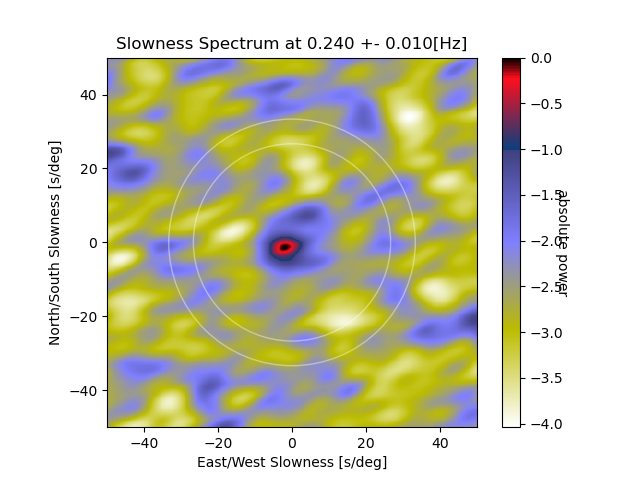 Slowness Spectrum at 0.240 +- 0.010[Hz]
North/South Slowness [s/deg]
40
20
0
−20
−40
−40 −20 0 20 40
East/West Slowness [s/deg]
0.0
−0.5
−1.0
−1.5
−2.0
−2.5
−3.0
−3.5
−4.0
absolute power